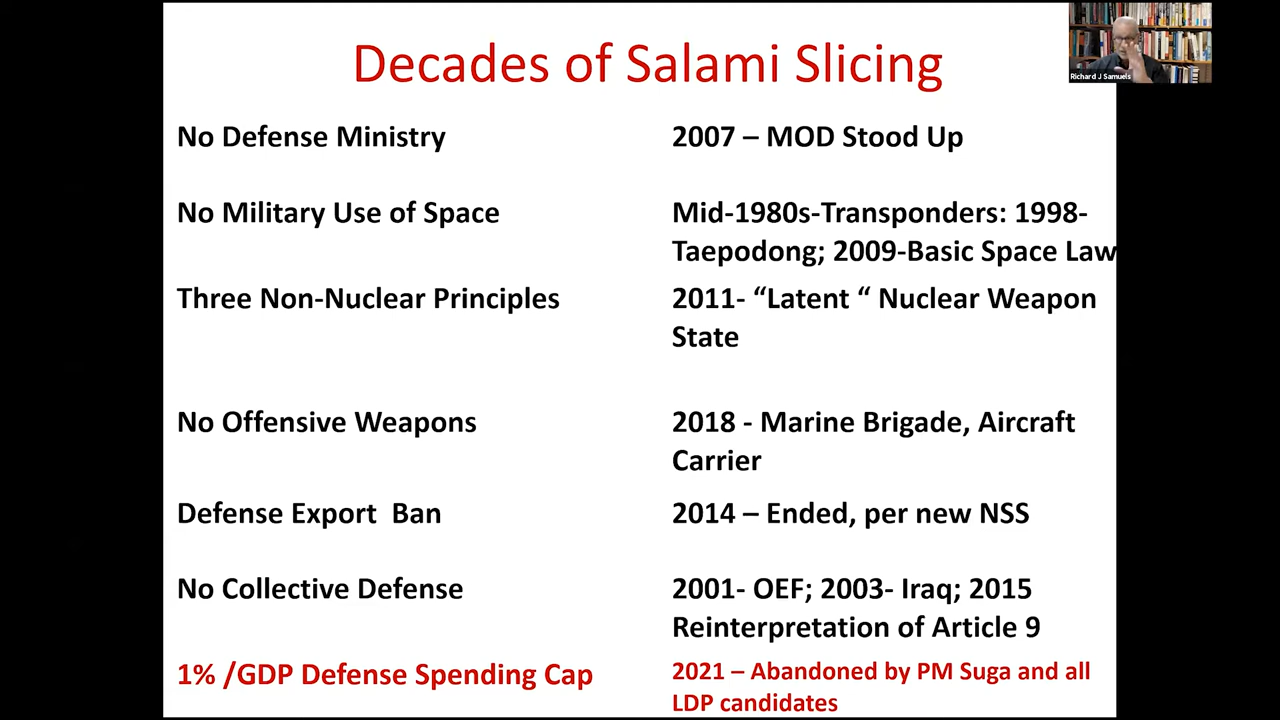 Decades of Salami Slicing
Richard J Samuels
No Defense Ministry
2007 – MOD Stood Up
No Military Use of Space
Mid-1980s-Transponders: 1998-
Taepodong; 2009-Basic Space Law
Three Non-Nuclear Principles
2011- “Latent “ Nuclear Weapon
State
No Offensive Weapons
2018 - Marine Brigade, Aircraft
Carrier
Defense Export  Ban
2014 – Ended, per new NSS
No Collective Defense
2001- OEF; 2003- Iraq; 2015
Reinterpretation of Article 9
1% /GDP Defense Spending Cap
2021 – Abandoned by PM Suga and all
LDP candidates